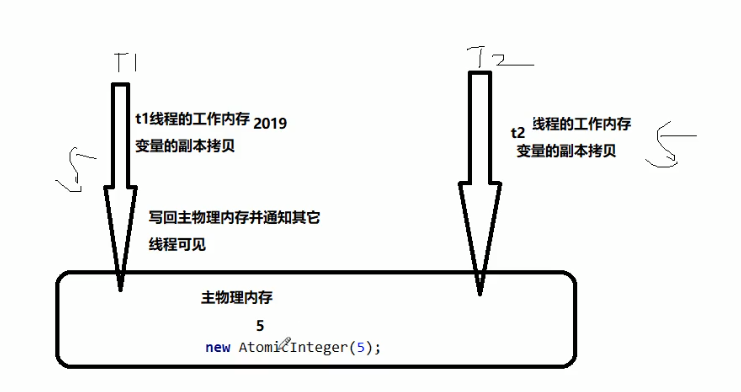 T1
T2
t1线程的工作内存 2019
变量的副本拷贝
5
t2 线程的工作内存
变量的副本拷贝
5
写回主物理内存并通知其它
线程可见
主物理内存
5
new AtomicInteger(5);